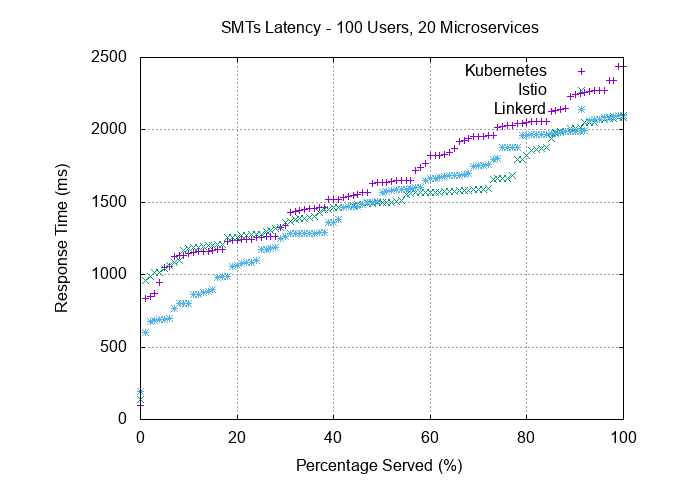 SMTs Latency - 100 Users, 20 Microservices
2500
2000
1500
1000
500
0
Response Time (ms)
Kubernetes
Istio
Linkerd
0 20 40 60 80 100
Percentage Served (%)